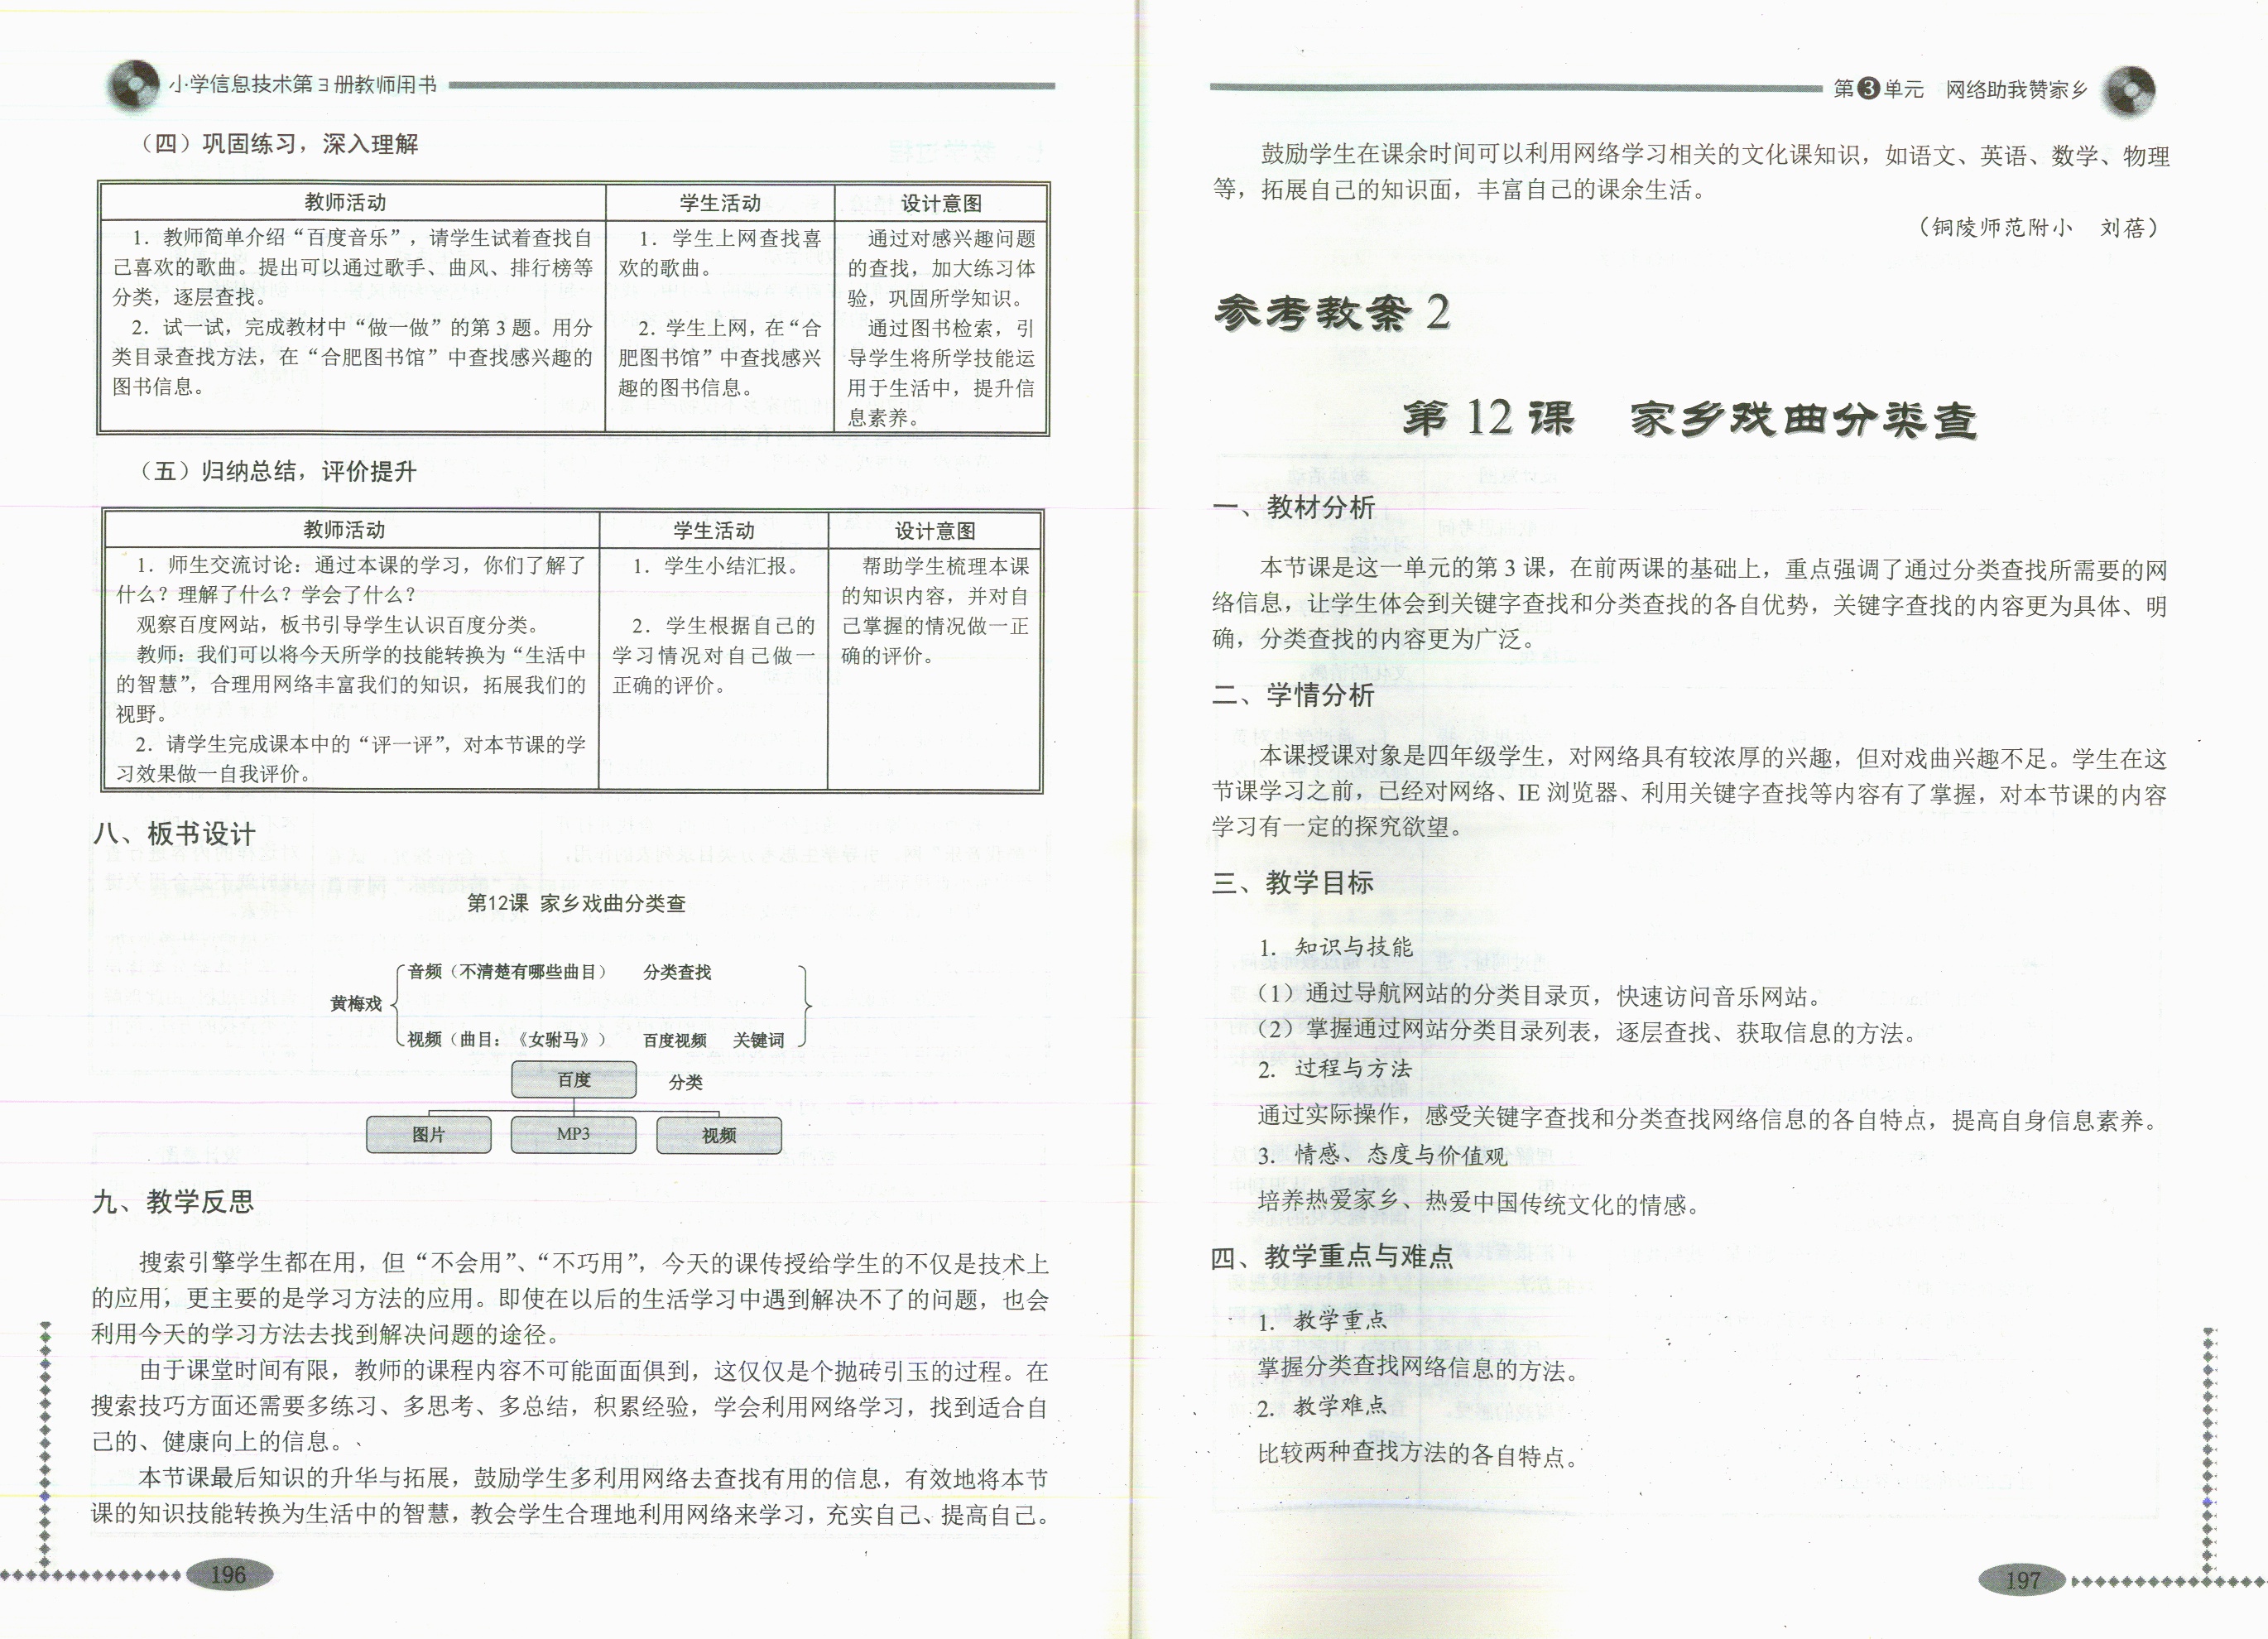 小学信息技术第3册教师用书
（四）巩固练习，深入理解
教师活动
学生活动
设计意图
1．教师简单介绍“百度音乐”，请学生试着查找自
己喜欢的歌曲。提出可以通过歌手、曲风、排行榜等
分类，逐层查找。
2．试一试，完成教材中“做一做”的第3题。用分
类目录查找方法，在“合肥图书馆”中查找感兴趣的
图书信息。
1．学生上网查找喜
欢的歌曲。
2．学生上网，在“合
肥图书馆”中查找感兴
趣的图书信息。
通过对感兴趣问题
的查找，加大练习体
验，巩固所学知识。
通过图书检索，引
导学生将所学技能运
用于生活中，提升信
息素养。
（五）归纳总结，评价提升
教师活动
学生活动
设计意图
1．师生交流讨论：通过本课的学习，你们了解了
什么？理解了什么？学会了什么？
观察百度网站，板书引导学生认识百度分类。
教师：我们可以将今天所学的技能转换为“生活中
的智慧”，合理用网络丰富我们的知识，拓展我们的
视野。
2．请学生完成课本中的“评一评”，对本节课的学
习效果做一自我评价。
1．学生小结汇报。
2．学生根据自己的
学习情况对自己做一
正确的评价。
帮助学生梳理本课
的知识内容，并对自
己掌握的情况做一正
确的评价。
八、板书设计
第12课 家乡戏曲分类查
音频（不清楚有哪些曲目） 分类查找
黄梅戏
视频（曲目：《女驸马》） 百度视频 关键词
百度 分类
图片 MP3 视频
九、教学反思
搜索引擎学生都在用，但“不会用”、“不巧用”，今天的课传授给学生的不仅是技术上
的应用，更主要的是学习方法的应用。即使在以后的生活学习中遇到解决不了的问题，也会
利用今天的学习方法去找到解决问题的途径。
由于课堂时间有限，教师的课程内容不可能面面俱到，这仅仅是个抛砖引玉的过程。在
搜索技巧方面还需要多练习、多思考、多总结，积累经验，学会利用网络学习，找到适合自
己的、健康向上的信息。
本节课最后知识的升华与拓展，鼓励学生多利用网络去查找有用的信息，有效地将本节
课的知识技能转换为生活中的智慧，教会学生合理地利用网络来学习，充实自己、提高自己。
196
第3单元 网络助我赞家乡
鼓励学生在课余时间可以利用网络学习相关的文化课知识，如语文、英语、数学、物理
等，拓展自己的知识面，丰富自己的课余生活。
（铜陵师范附小 刘蓓）
参考教案2
第12课 家乡戏曲分类查
一、教材分析
本节课是这一单元的第3课，在前两课的基础上，重点强调了通过分类查找所需要的网
络信息，让学生体会到关键字查找和分类查找的各自优势，关键字查找的内容更为具体、明
确，分类查找的内容更为广泛。
二、学情分析
本课授课对象是四年级学生，对网络具有较浓厚的兴趣，但对戏曲兴趣不足。学生在这
节课学习之前，已经对网络、IE浏览器、利用关键字查找等内容有了掌握，对本节课的内容
学习有一定的探究欲望。
三、教学目标
1. 知识与技能
（1）通过导航网站的分类目录页，快速访问音乐网站。
（2）掌握通过网站分类目录列表，逐层查找、获取信息的方法。
2. 过程与方法
通过实际操作，感受关键字查找和分类查找网络信息的各自特点，提高自身信息素养。
3. 情感、态度与价值观
培养热爱家乡、热爱中国传统文化的情感。
四、教学重点与难点
1. 教学重点
掌握分类查找网络信息的方法。
2. 教学难点
比较两种查找方法的各自特点。
197